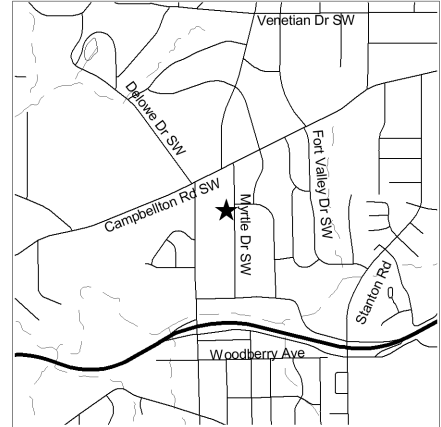 Venetian Dr SW
Delowe Dr SW
Fort Valley Dr SW
Campbellton Rd SW
Myrtle Dr SW
Stanton Rd
Woodberry Ave